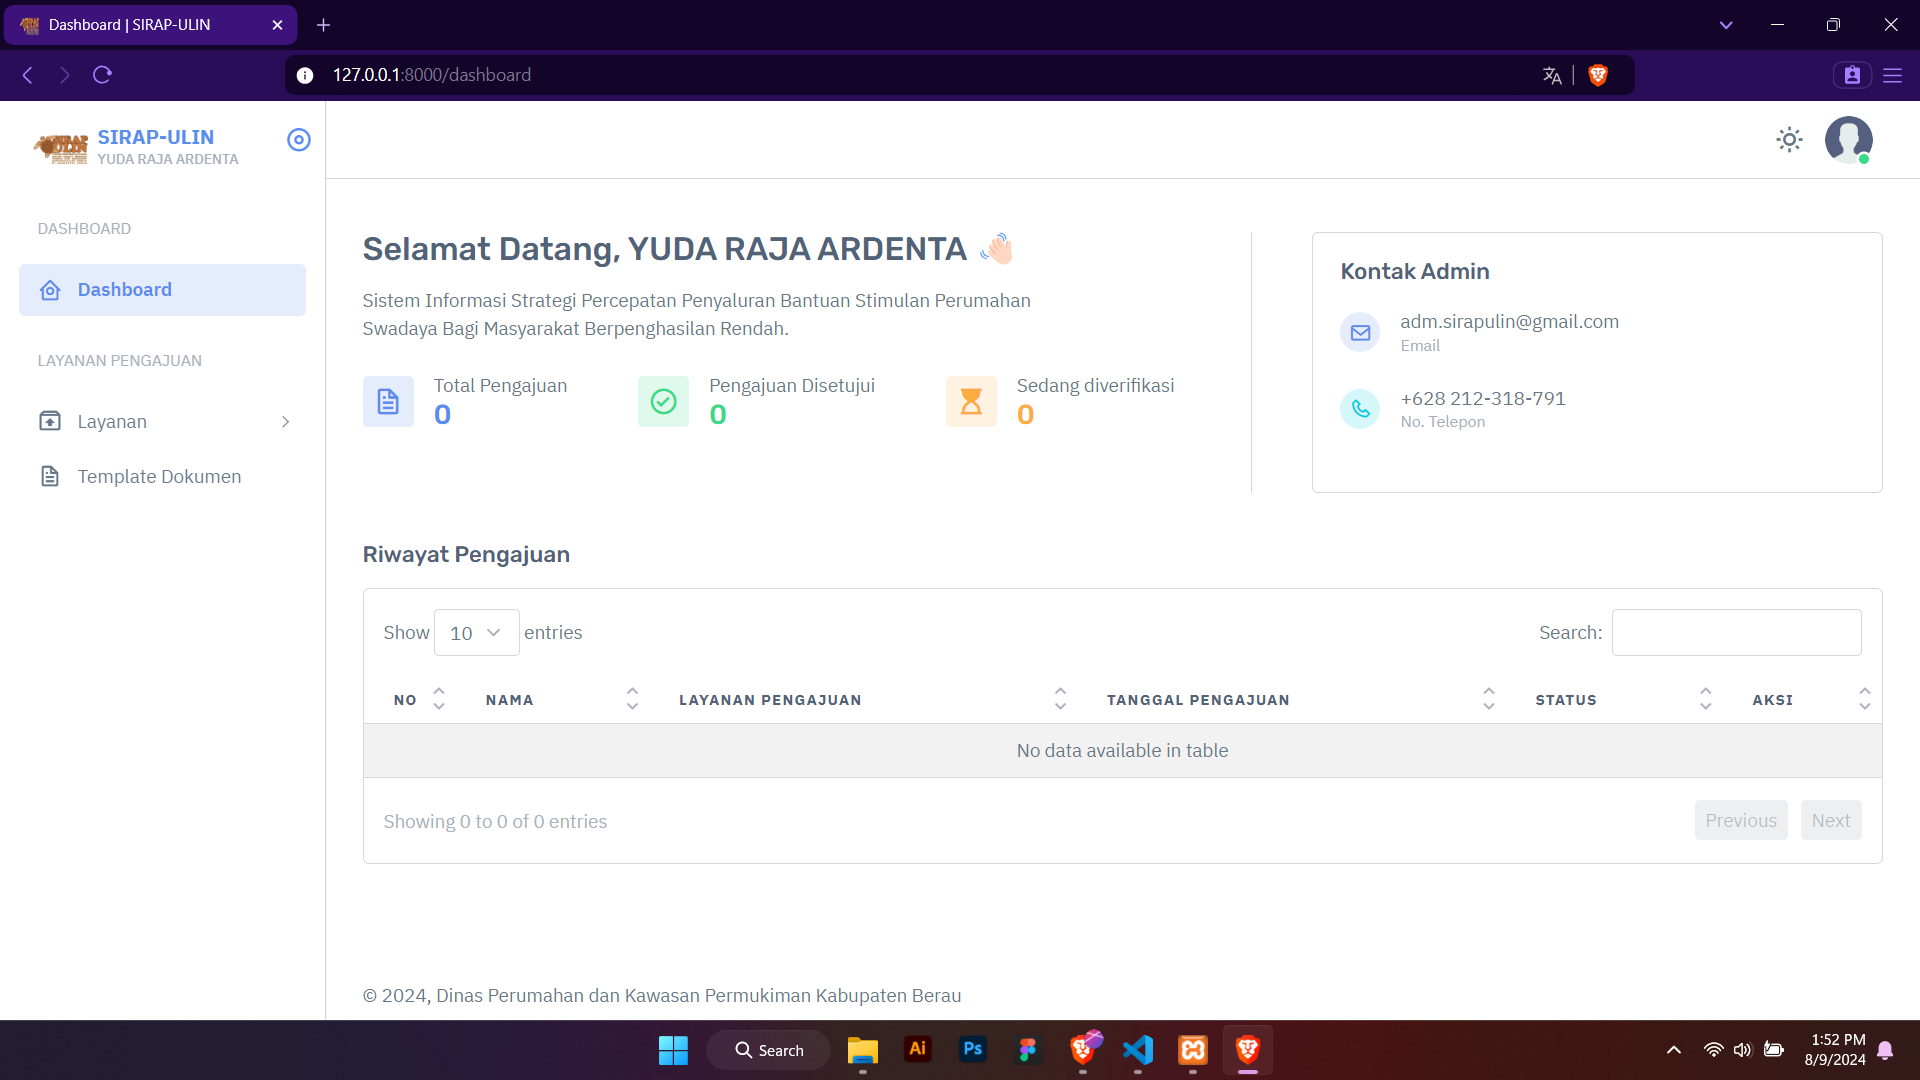 Dashboard | SIRAP-ULIN
127.0.0.1:8000/dashboard
SIRAP-ULIN
YUDA RAJA ARDENTA
DASHBOARD
Dashboard
LAYANAN PENGAJUAN
Layanan
Template Dokumen
Selamat Datang, YUDA RAJA ARDENTA 👋🏻
Sistem Informasi Strategi Percepatan Penyaluran Bantuan Stimulan Perumahan
Swadaya Bagi Masyarakat Berpenghasilan Rendah.
Total Pengajuan
0
Pengajuan Disetujui
0
Sedang diverifikasi
0
Kontak Admin
adm.sirapulin@gmail.com
Email
+628 212-318-791
No. Telepon
Riwayat Pengajuan
Show 10 entries
Search:
NO NAMA LAYANAN PENGAJUAN TANGGAL PENGAJUAN STATUS AKSI
No data available in table
Showing 0 to 0 of 0 entries
Previous Next
© 2024, Dinas Perumahan dan Kawasan Permukiman Kabupaten Berau
Search
Ai
Ps
1:52 PM
8/9/2024